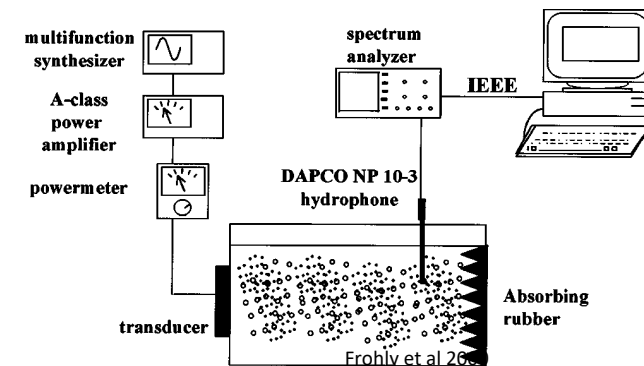 multifunction
synthesizer
A-class
power
amplifier
powermeter
transducer
spectrum
analyzer
IEEE
DAPCO NP 10-3
hydrophone
Absorbing
rubber
Frohly et al